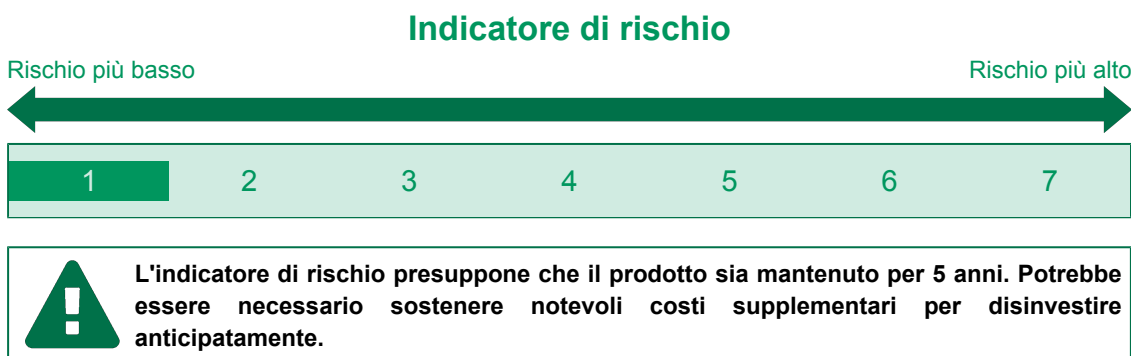 Indicatore di rischio
Rischio più basso Rischio più alto
1 2 3 4 5 6 7
L'indicatore di rischio presuppone che il prodotto sia mantenuto per 5 anni. Potrebbe
essere necessario sostenere notevoli costi supplementari per disinvestire
anticipatamente.